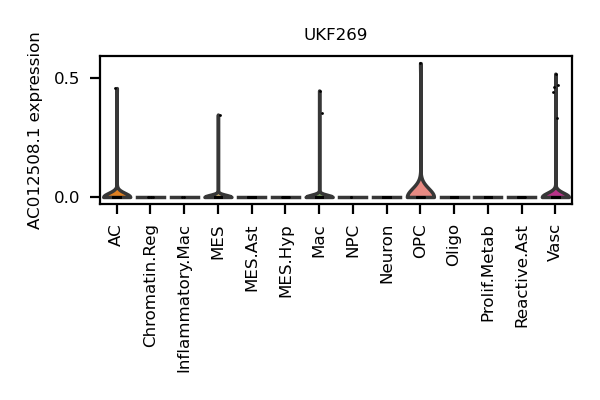 UKF269
AC012508.1 expression
0.5
0.0
AC
Chromatin.Reg
Inflammatory.Mac
MES
MES.Ast
MES.Hyp
Mac
NPC
Neuron
OPC
Oligo
Prolif.Metab
Reactive.Ast
Vasc